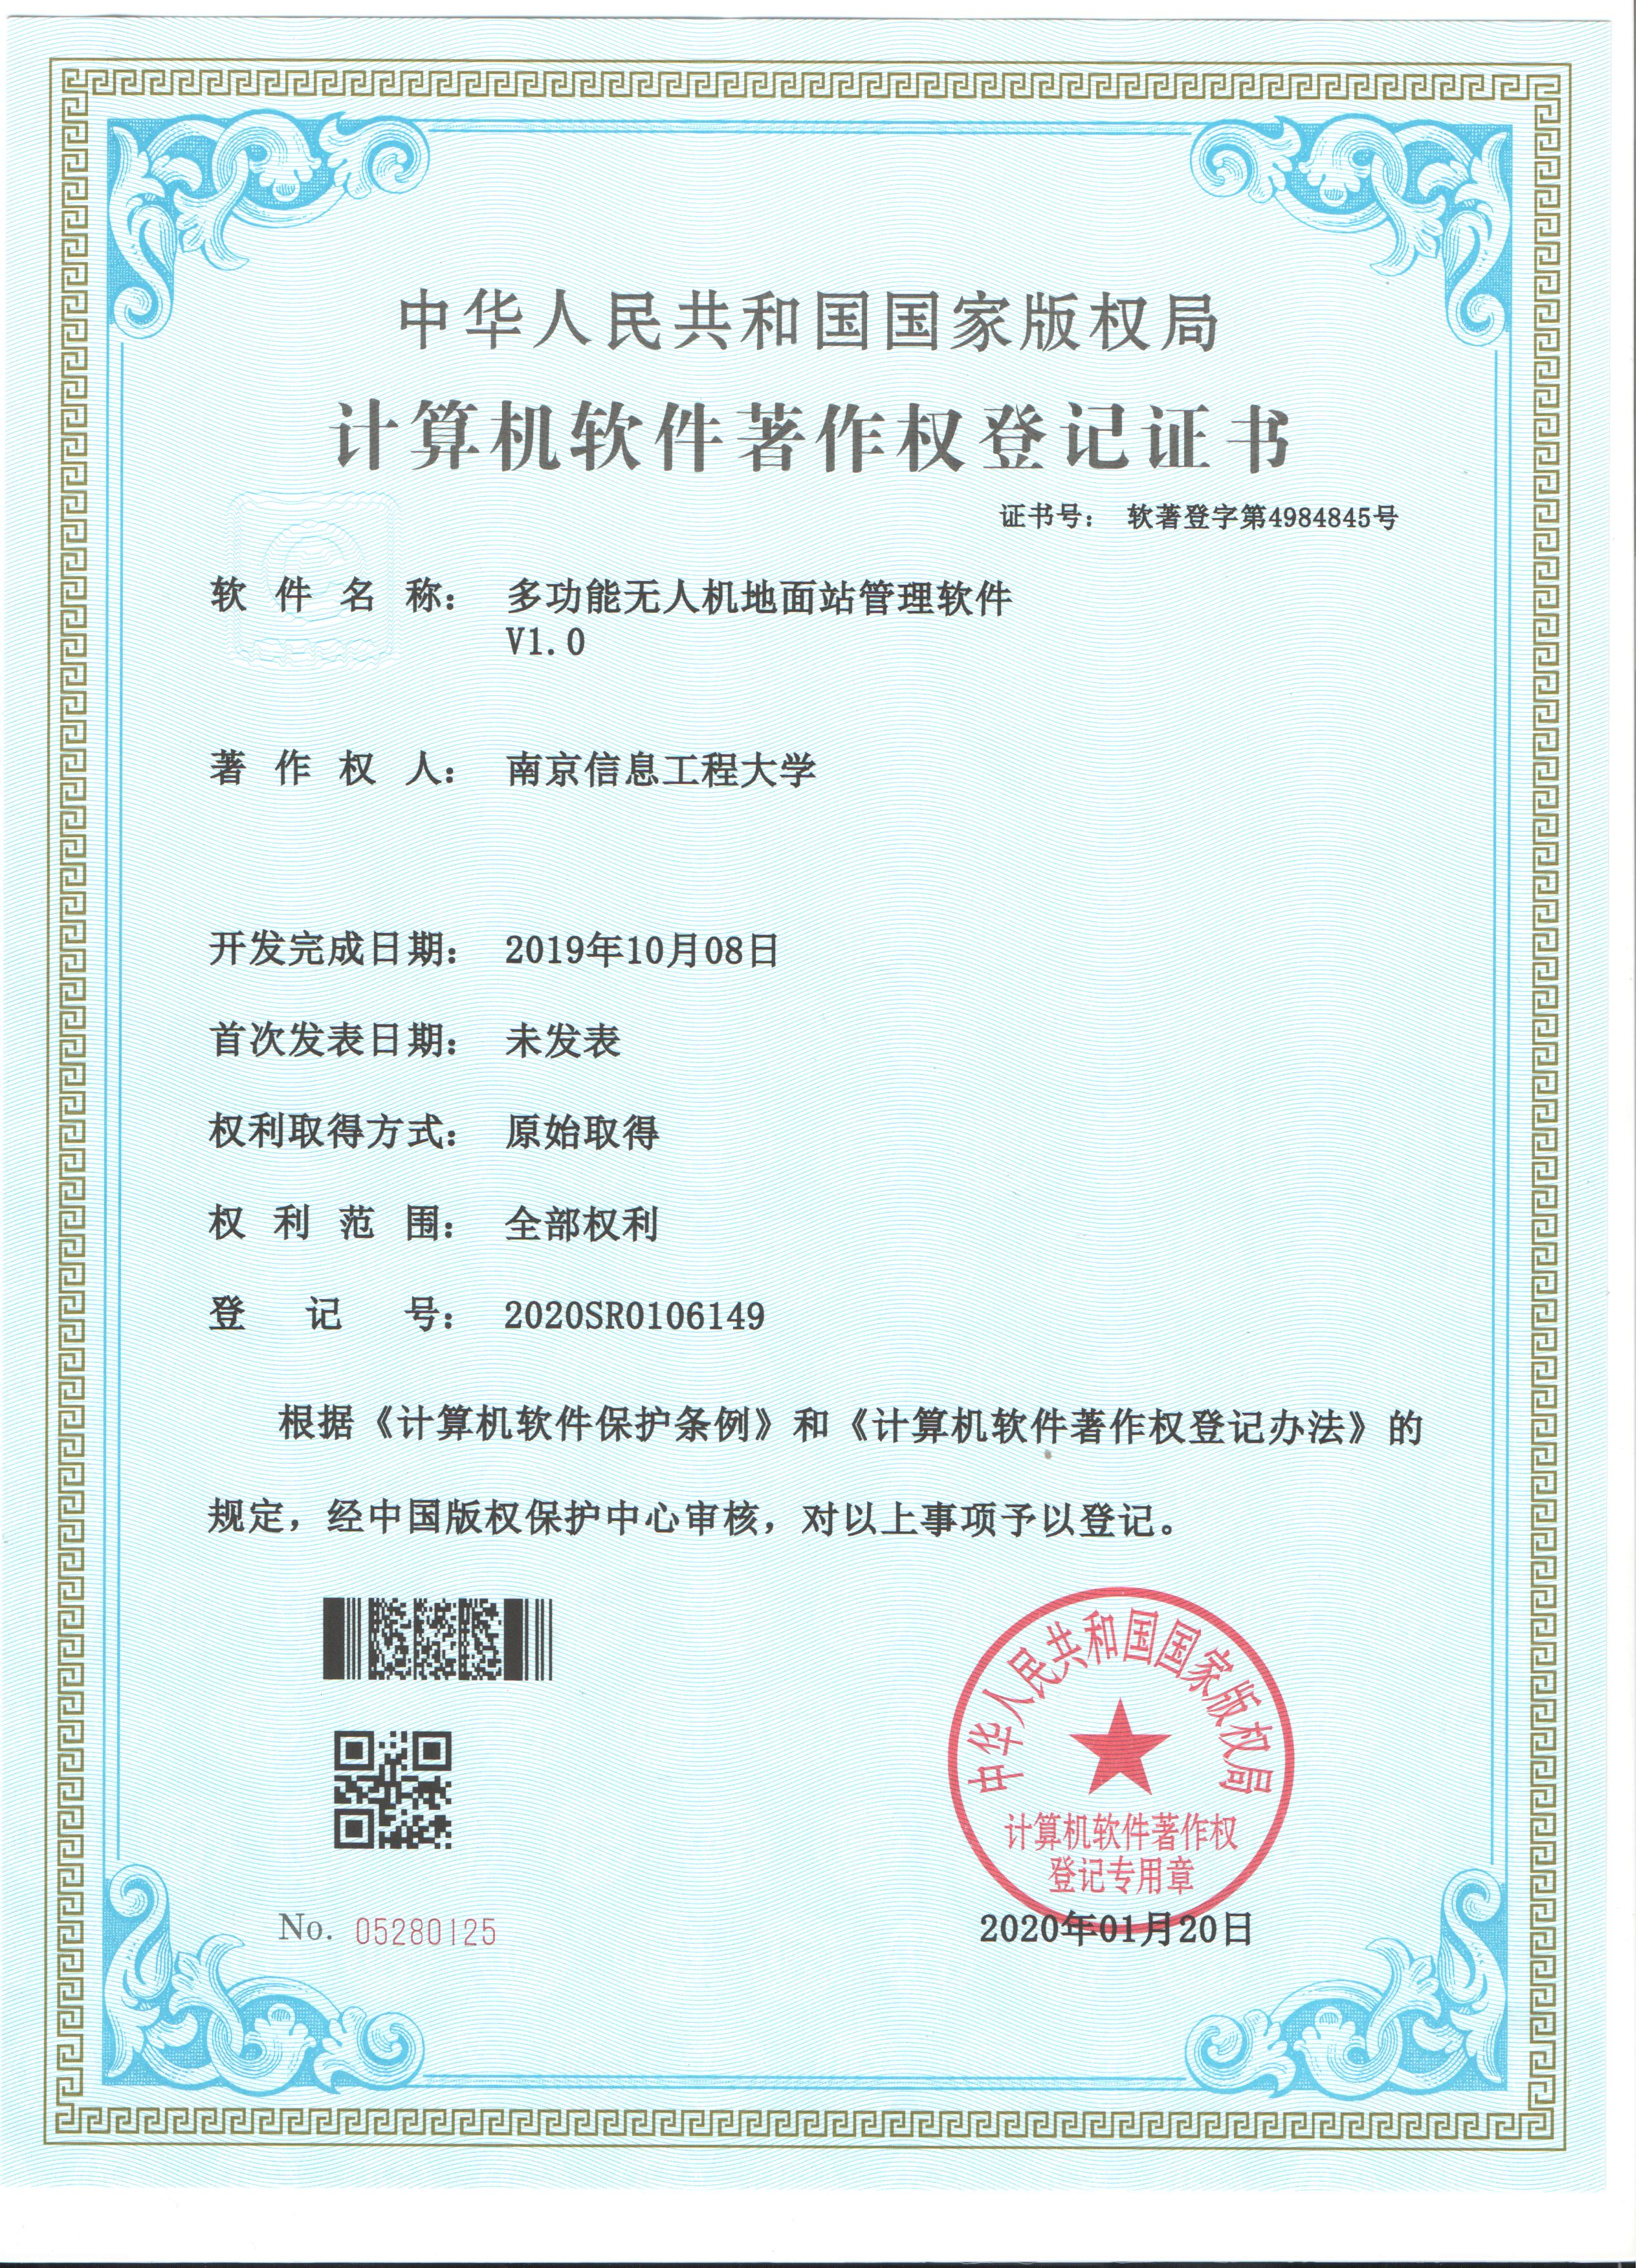 中华人民共和国国家版权局
计算机软件著作权登记证书
证书号： 软著登字第4984845号
软件名称： 多功能无人机地面站管理软件
V1.0
著作权人： 南京信息工程大学
开发完成日期： 2019年10月08日
首次发表日期： 未发表
权利取得方式： 原始取得
权利范围： 全部权利
登记号： 2020SR0106149
根据《计算机软件保护条例》和《计算机软件著作权登记办法》的
规定，经中国版权保护中心审核，对以上事项予以登记。
中华人民共和国国家版权局
计算机软件著作权
登记专用章
No. 05280125
2020年01月20日